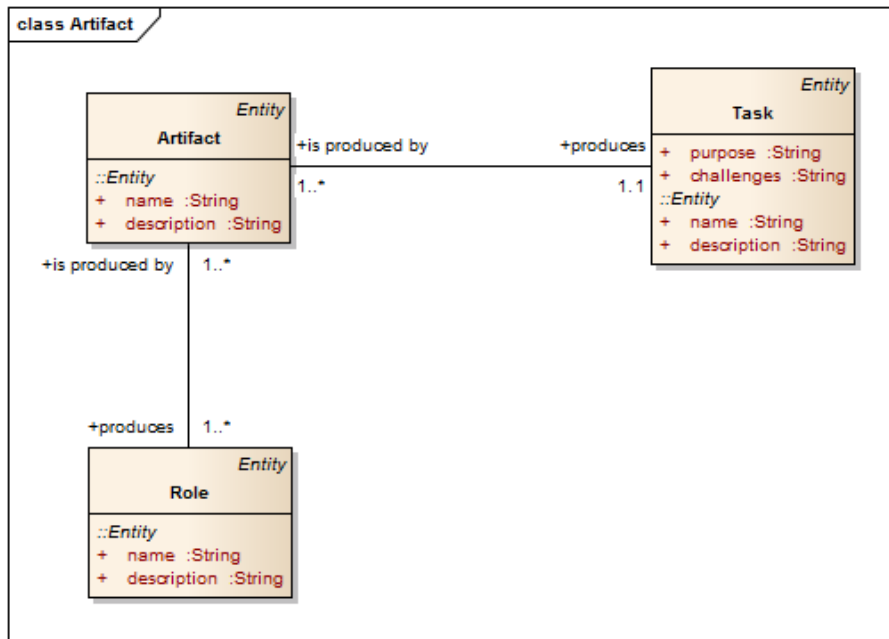 class Artifact
Entity
Artifact
::Entity
+ name :String
+ description :String
+is produced by
+produces
1..*
1..1
Entity
Task
+ purpose :String
+ challenges :String
::Entity
+ name :String
+ description :String
+is produced by
1..*
+produces
1..*
Entity
Role
::Entity
+ name :String
+ description :String